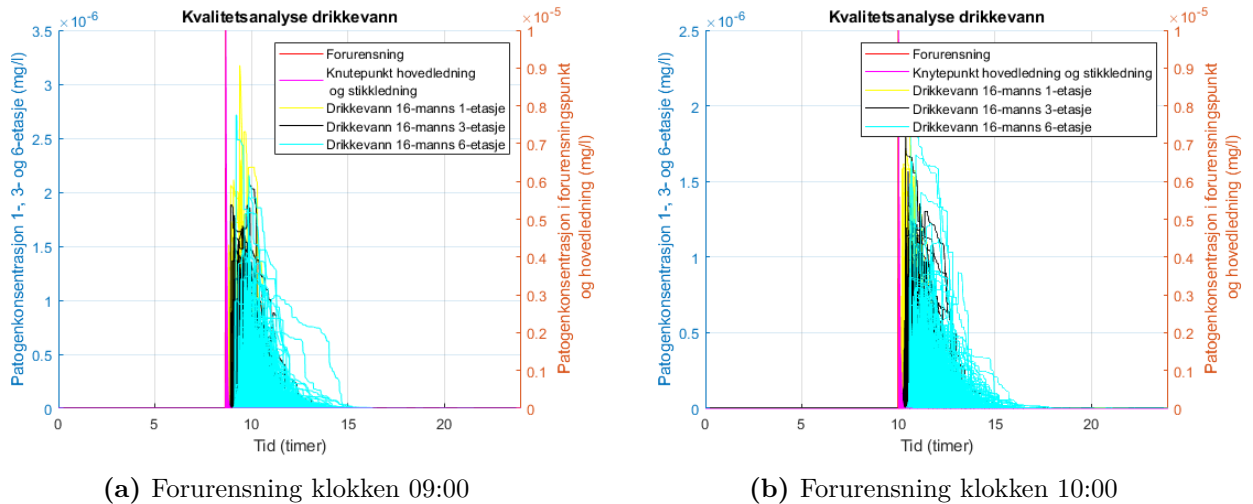 Kvalitetsanalyse drikkevann
×10⁻⁶
×10⁻⁵
3.5
3
2.5
2
1.5
1
0.5
0
Patogenkonsentrasjon 1-, 3- og 6-etasje (mg/l)
Forurensning
Knutepunkt hovedledning
og stikkledning
Drikkevann 16-manns 1-etasje
Drikkevann 16-manns 3-etasje
Drikkevann 16-manns 6-etasje
1
0.9
0.8
0.7
0.6
0.5
0.4
0.3
0.2
0.1
0
Patogenkonsentrasjon i forurensningspunkt
og hovedledning (mg/l)
0 5 10 15 20
Tid (timer)
(a) Forurensning klokken 09:00
Kvalitetsanalyse drikkevann
×10⁻⁶
×10⁻⁵
2.5
2
1.5
1
0.5
0
Patogenkonsentrasjon 1-, 3- og 6-etasje (mg/l)
Forurensning
Knytepunkt hovedledning og stikkledning
Drikkevann 16-manns 1-etasje
Drikkevann 16-manns 3-etasje
Drikkevann 16-manns 6-etasje
1
0.9
0.8
0.7
0.6
0.5
0.4
0.3
0.2
0.1
0
Patogenkonsentrasjon i forurensningspunkt
og hovedledning (mg/l)
0 5 10 15 20
Tid (timer)
(b) Forurensning klokken 10:00